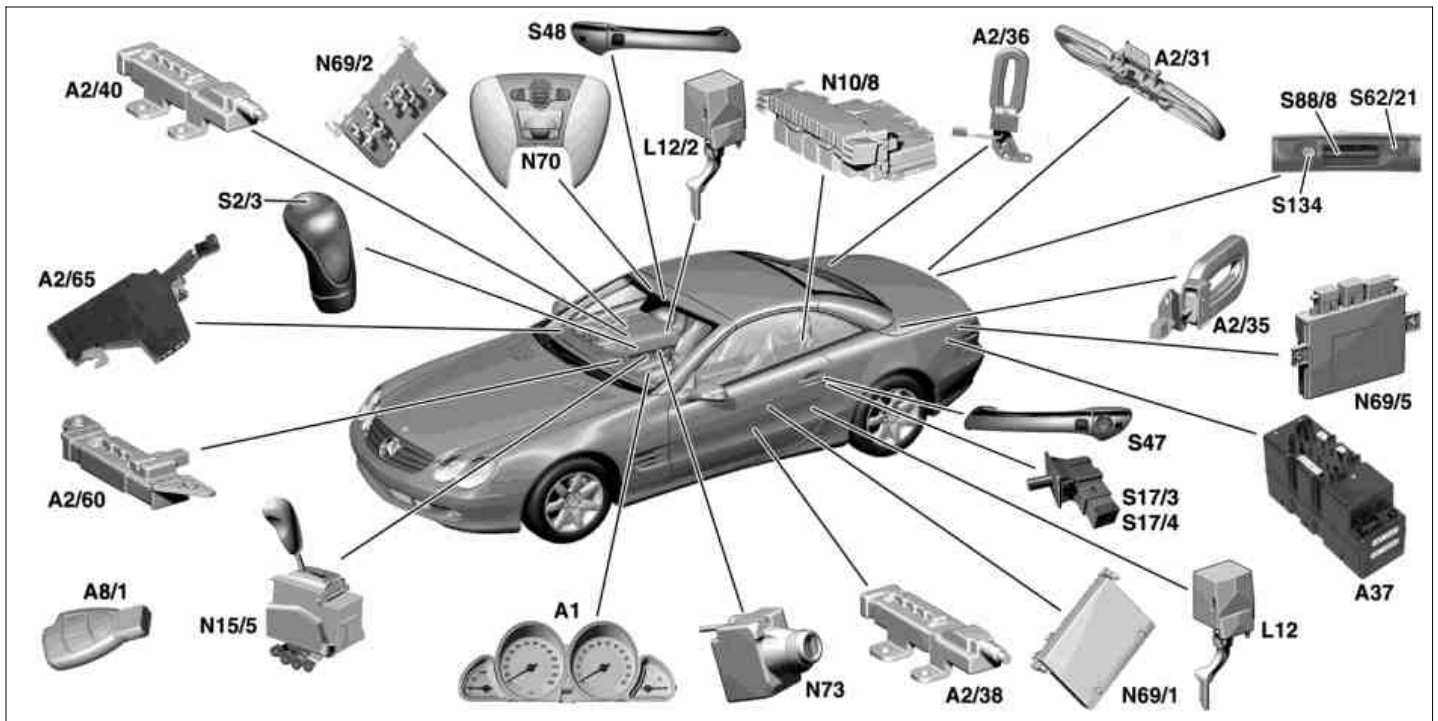 S48
A2/36
A2/31
A2/40
N69/2
N10/8
S88/8
S62/21
L12/2
N70
S134
S2/3
A2/65
A2/35
N69/5
S47
A2/60
S17/3
S17/4
A8/1
N15/5
A1
A37
L12
N73
A2/38
N69/1